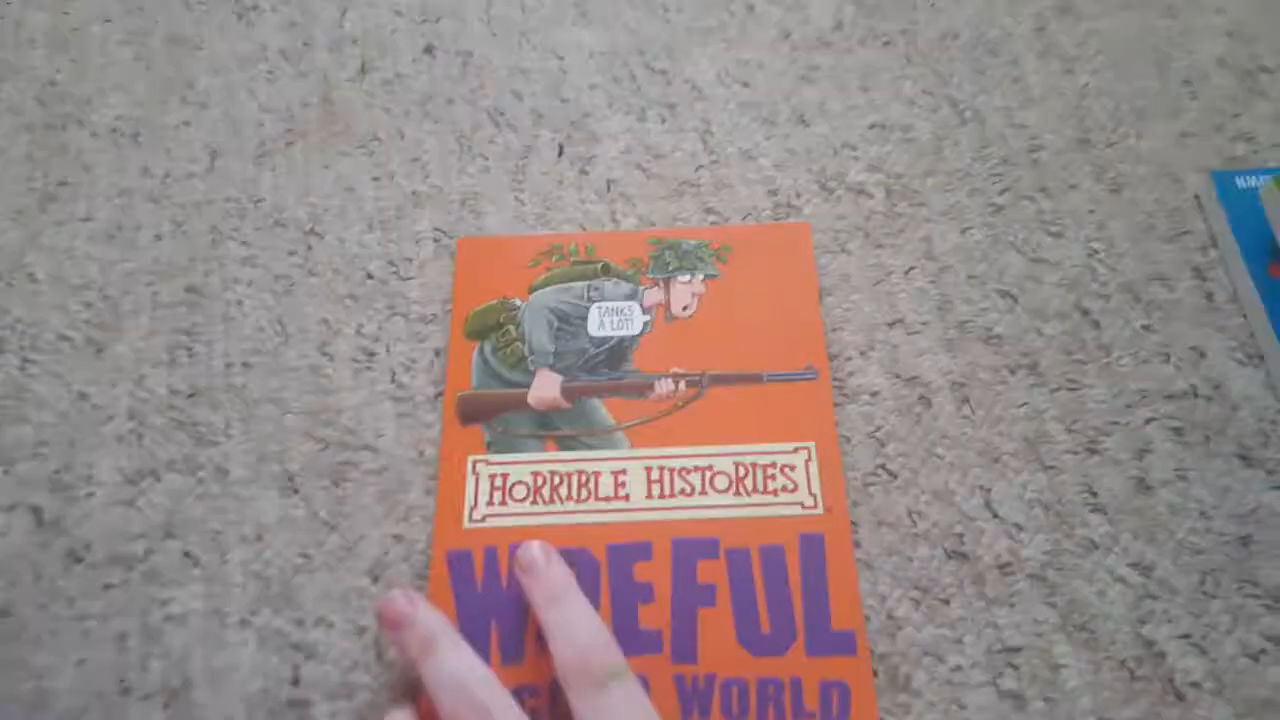 TANKS
A LOT!
HORRIBLE HISTORIES
WOEFUL
WORLD